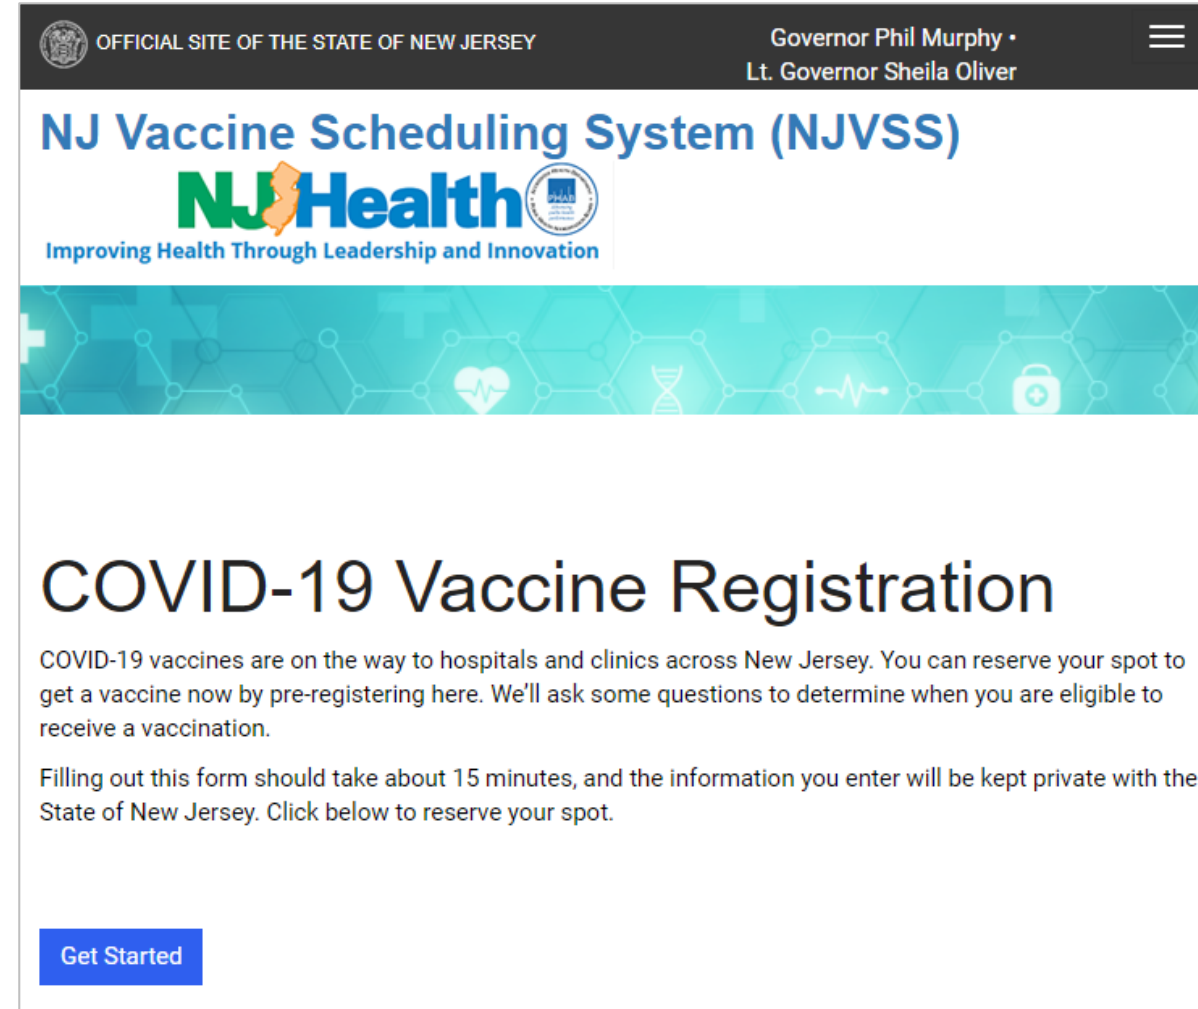 OFFICIAL SITE OF THE STATE OF NEW JERSEY
Governor Phil Murphy •
Lt. Governor Sheila Oliver
NJ Vaccine Scheduling System (NJVSS)
NJ Health
PHAB
Improving Health Through Leadership and Innovation
COVID-19 Vaccine Registration
COVID-19 vaccines are on the way to hospitals and clinics across New Jersey. You can reserve your spot to
get a vaccine now by pre-registering here. We’ll ask some questions to determine when you are eligible to
receive a vaccination.
Filling out this form should take about 15 minutes, and the information you enter will be kept private with the
State of New Jersey. Click below to reserve your spot.
Get Started